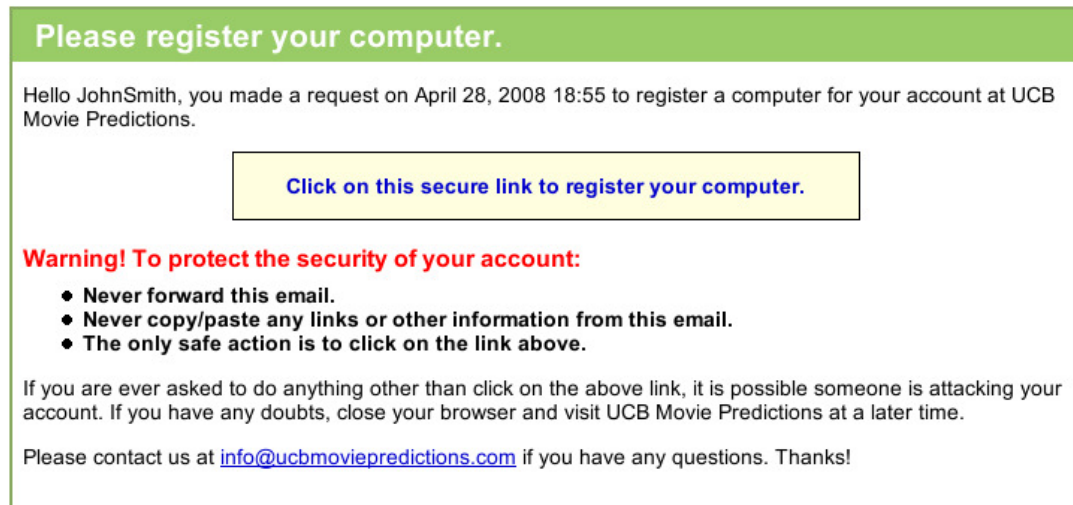 Please register your computer.
Hello JohnSmith, you made a request on April 28, 2008 18:55 to register a computer for your account at UCB
Movie Predictions.
Click on this secure link to register your computer.
Warning! To protect the security of your account:
● Never forward this email.
● Never copy/paste any links or other information from this email.
● The only safe action is to click on the link above.
If you are ever asked to do anything other than click on the above link, it is possible someone is attacking your
account. If you have any doubts, close your browser and visit UCB Movie Predictions at a later time.
Please contact us at info@ucbmoviepredictions.com if you have any questions. Thanks!